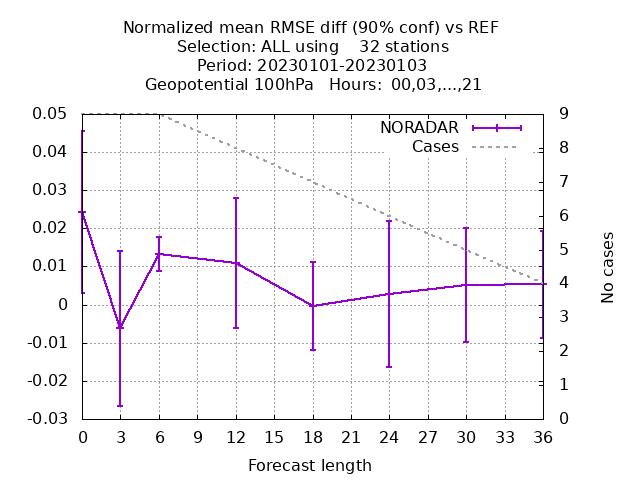 Normalized mean RMSE diff (90% conf) vs REF
Selection: ALL using    32 stations
Period: 20230101-20230103
Geopotential 100hPa   Hours:  00,03,...,21
NORADAR
Cases
0.05
0.04
0.03
0.02
0.01
0
-0.01
-0.02
-0.03
9
8
7
6
5
4
3
2
1
0
No cases
0 3 6 9 12 15 18 21 24 27 30 33 36
Forecast length